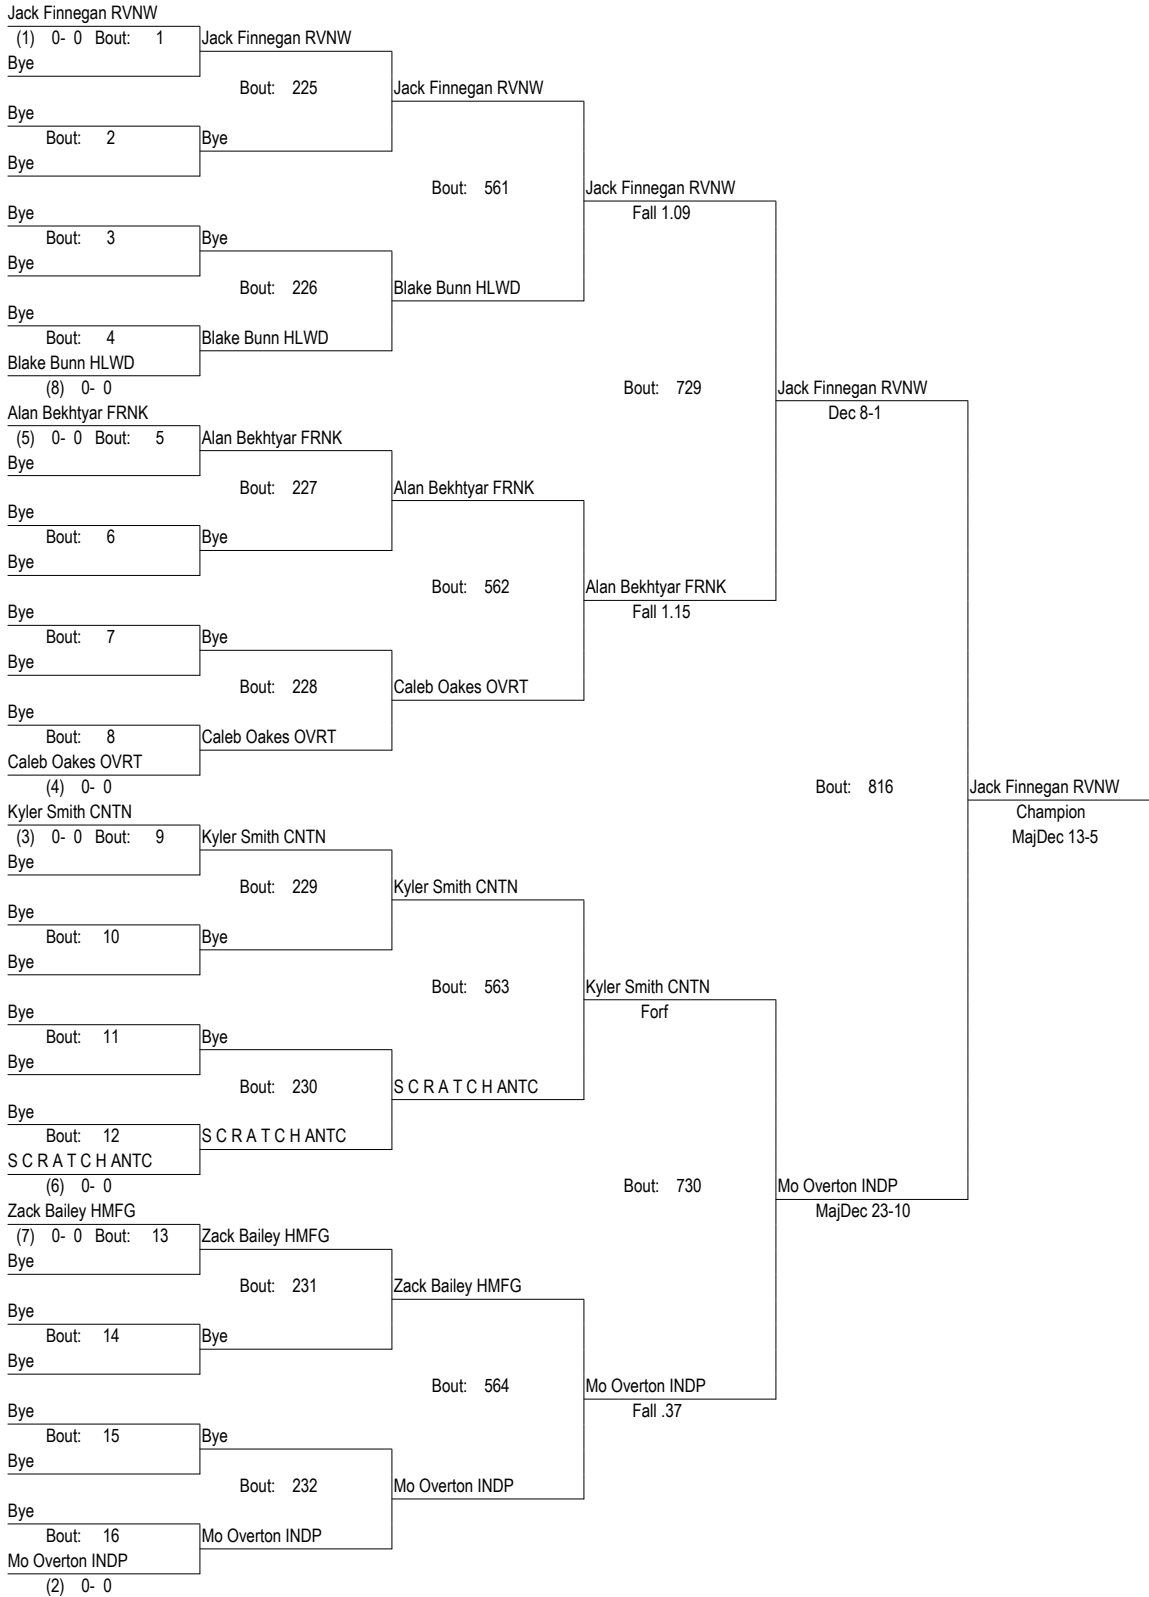 Jack Finnegan RVNW
(1) 0- 0 Bout: 1 Jack Finnegan RVNW
Bye
Bout: 225 Jack Finnegan RVNW
Bye
Bout: 2 Bye
Bye
Bout: 561 Jack Finnegan RVNW
Bye
Fall 1.09
Bout: 3 Bye
Bye
Bout: 226 Blake Bunn HLWD
Bye
Bout: 4 Blake Bunn HLWD
Blake Bunn HLWD
(8) 0- 0 Bout: 729 Jack Finnegan RVNW
Alan Bekhtyar FRNK
Dec 8-1
(5) 0- 0 Bout: 5 Alan Bekhtyar FRNK
Bye
Bout: 227 Alan Bekhtyar FRNK
Bye
Bout: 6 Bye
Bye
Bout: 562 Alan Bekhtyar FRNK
Bye
Fall 1.15
Bout: 7 Bye
Bye
Bout: 228 Caleb Oakes OVRT
Bye
Bout: 8 Caleb Oakes OVRT
Caleb Oakes OVRT
(4) 0- 0 Bout: 816 Jack Finnegan RVNW
Kyler Smith CNTN
Champion
(3) 0- 0 Bout: 9 Kyler Smith CNTN
MajDec 13-5
Bye
Bout: 229 Kyler Smith CNTN
Bye
Bout: 10 Bye
Bye
Bout: 563 Kyler Smith CNTN
Bye
Forf
Bout: 11 Bye
Bye
Bout: 230 S C R A T C H ANTC
Bye
Bout: 12 S C R A T C H ANTC
S C R A T C H ANTC
(6) 0- 0 Bout: 730 Mo Overton INDP
Zack Bailey HMFG
MajDec 23-10
(7) 0- 0 Bout: 13 Zack Bailey HMFG
Bye
Bout: 231 Zack Bailey HMFG
Bye
Bout: 14 Bye
Bye
Bout: 564 Mo Overton INDP
Bye
Fall .37
Bout: 15 Bye
Bye
Bout: 232 Mo Overton INDP
Bye
Bout: 16 Mo Overton INDP
Mo Overton INDP
(2) 0- 0